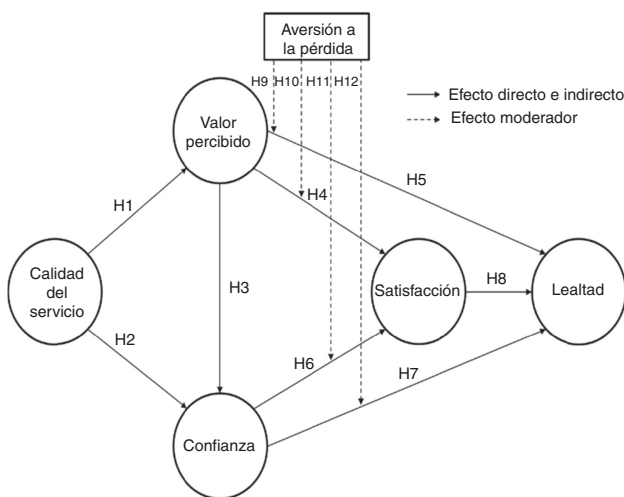 Aversión a
la pérdida
H9
H10
H11
H12
Efecto directo e indirecto
Efecto moderador
Valor
percibido
H5
H4
H1
Calidad
del
servicio
H3
Satisfacción
H8
Lealtad
H2
H6
H7
Confianza